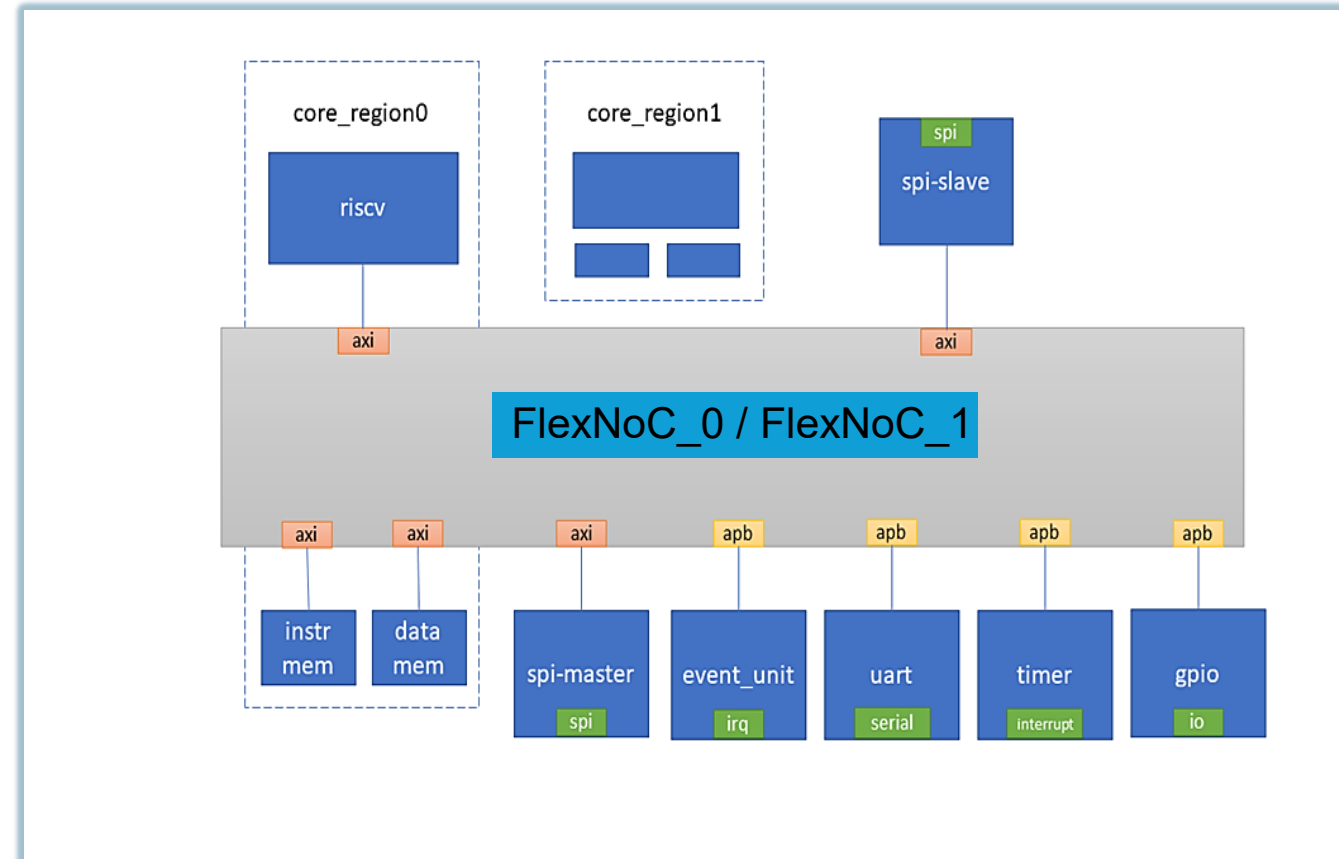 core_region0
core_region1
riscv
spi
spi-slave
axi
axi
FlexNoC_0 / FlexNoC_1
axi
axi
axi
apb
apb
apb
apb
instr
mem
data
mem
spi-master
event_unit
uart
timer
gpio
spi
irq
serial
interrupt
io